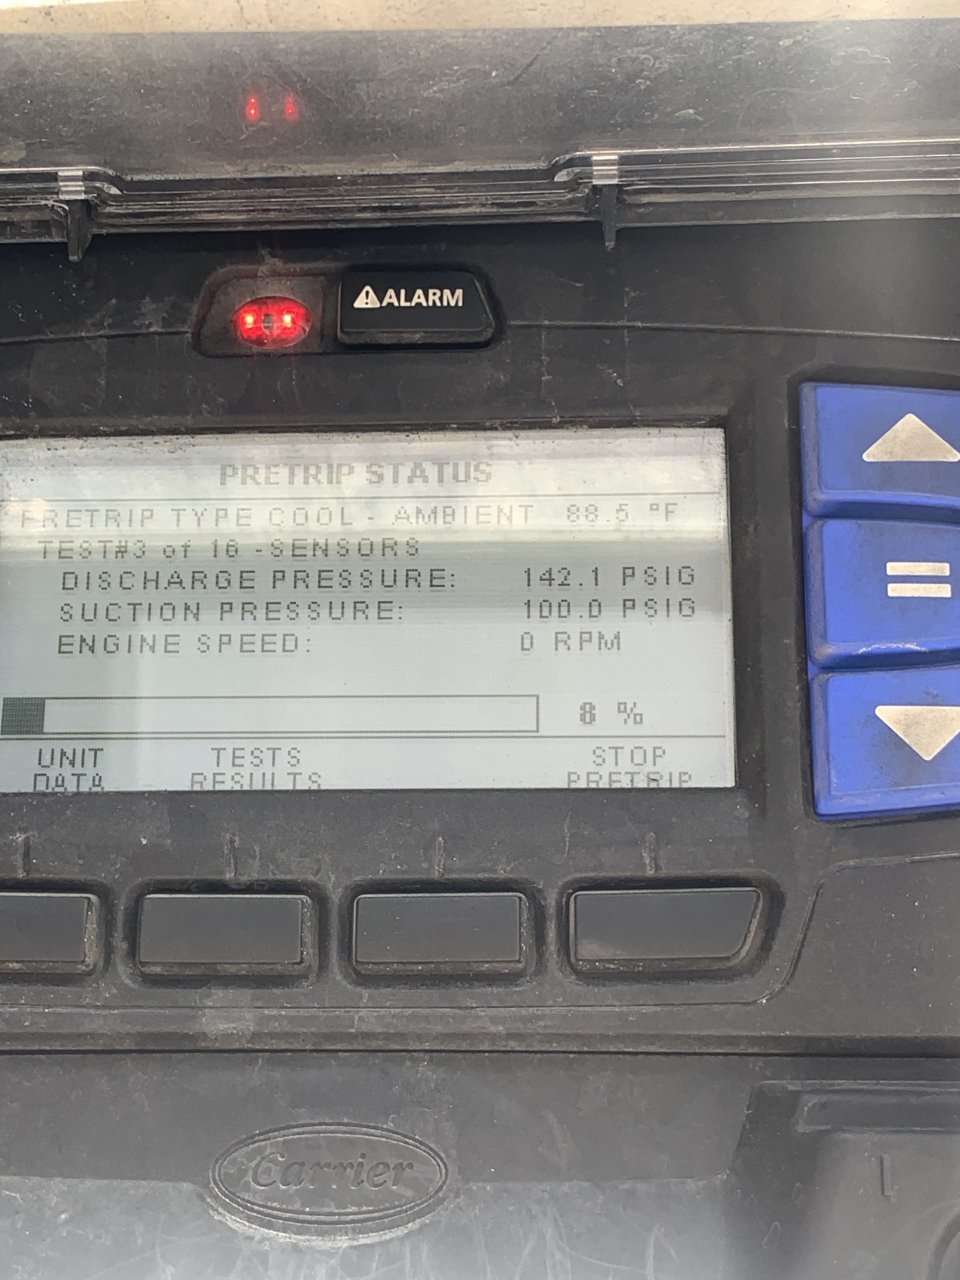 ALARM
PRETRIP STATUS
PRETRIP TYPE COOL - AMBIENT 88.5 °F
TEST#3 of 16 -SENSORS
DISCHARGE PRESSURE: 142.1 PSIG
SUCTION PRESSURE: 100.0 PSIG
ENGINE SPEED: 0 RPM
8 %
UNIT DATA TESTS RESULTS STOP PRETRIP
Carrier